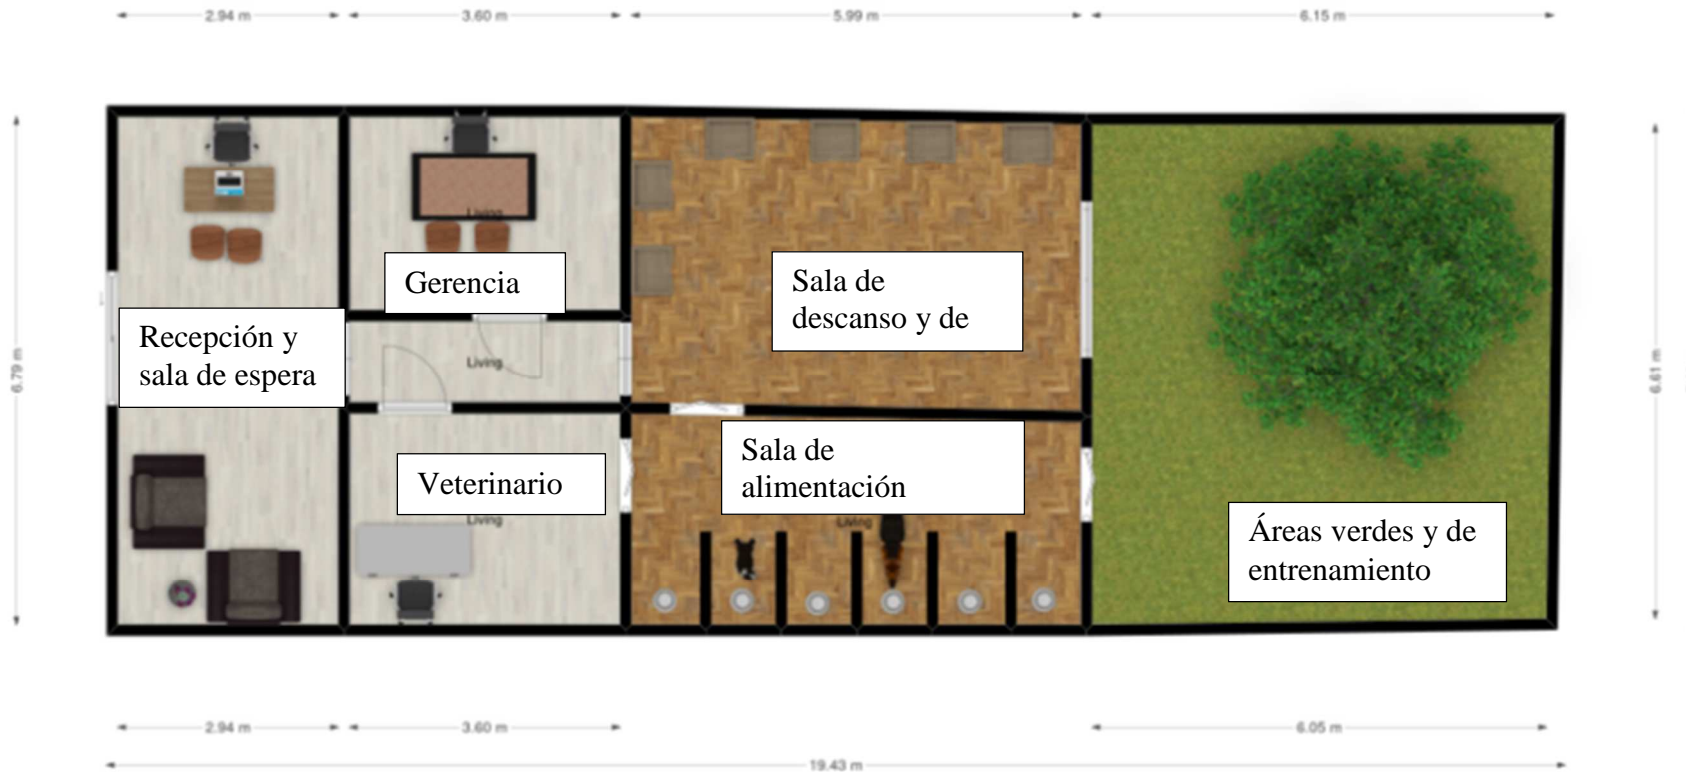 2.94 m
3.60 m
5.99 m
6.15 m
Living
Gerencia
Sala de
descanso y de
Recepción y
sala de espera
Living
6.79 m
6.61 m
Sala de
alimentación
Veterinario
Living
Living
Áreas verdes y de
entrenamiento
2.94 m
3.60 m
6.05 m
19.43 m